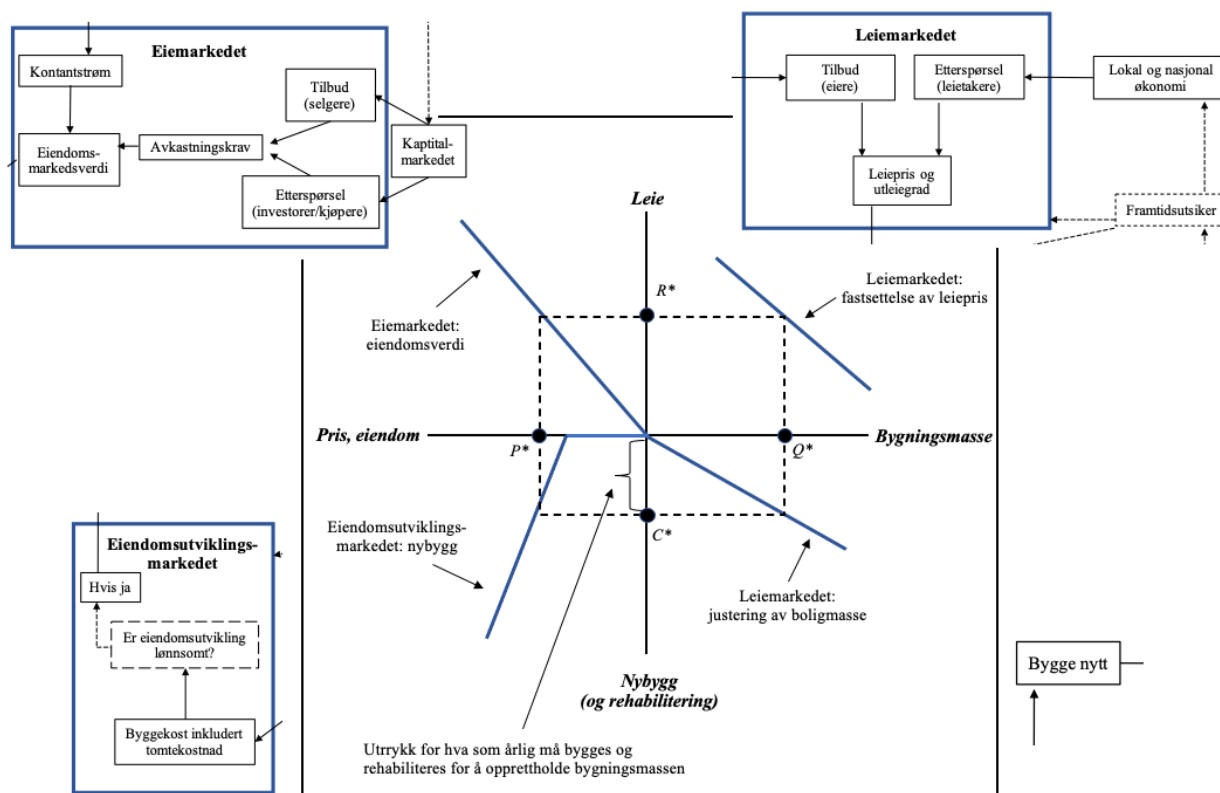 Eiemarkedet
Kontantstrøm
Tilbud
(selgere)
Eiendoms-
markedsverdi
Avkastningskrav
Kaptital-
markedet
Etterspørsel
(investorer/kjøpere)
Leiemarkedet
Tilbud
(eiere)
Etterspørsel
(leietakere)
Lokal og nasjonal
økonomi
Leiepris og
utleiegrad
Framtidsutsiker
Leie
Eiemarkedet:
eiendomsverdi
R*
Leiemarkedet:
fastsettelse av leiepris
Pris, eiendom
P*
Q*
Bygningsmasse
C*
Eiendomsutviklings-
markedet: nybygg
Leiemarkedet:
justering av boligmasse
Nybygg
(og rehabilitering)
Utrrykk for hva som årlig må bygges og
rehabiliteres for å opprettholde bygningsmassen
Eiendomsutviklings-
markedet
Hvis ja
Er eiendomsutvikling
lønnsomt?
Byggekost inkludert
tomtekostnad
Bygge nytt